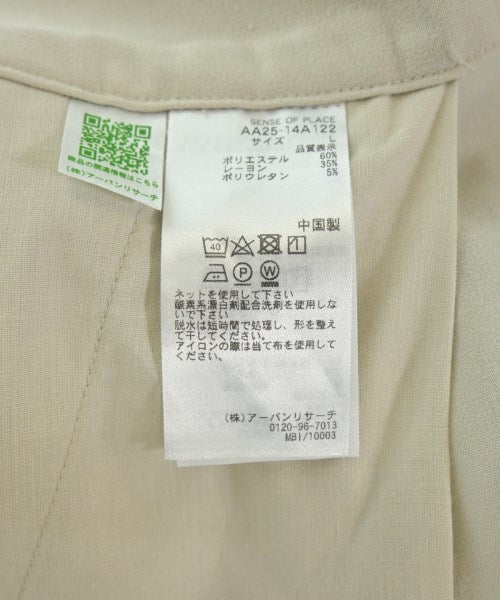 商品の関連情報はこちら
(株)アーバンリサーチ
SENSE OF PLACE
AA25-14A122
サイズ L
品質表示
ポリエステル 60%
レーヨン 35%
ポリウレタン 5%
中国製
40
P W
ネットを使用して下さい
酸素系漂白剤配合洗剤を使用しな
いで下さい
脱水は短時間で処理し、形を整え
て干してください。
アイロンの際は当て布を使用して
下さい。
(株)アーバンリサーチ
0120-96-7013
MBI/10003